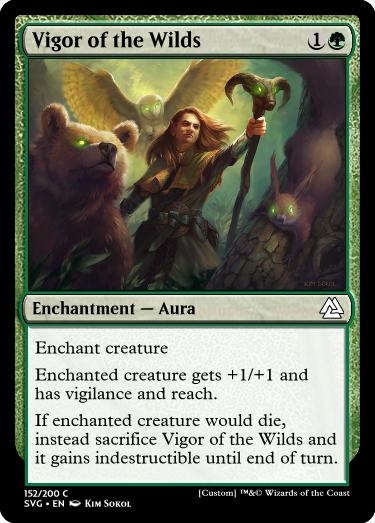 Vigor of the Wilds 1
KIM SOKOL
Enchantment — Aura
Enchant creature
Enchanted creature gets +1/+1 and
has vigilance and reach.
If enchanted creature would die,
instead sacrifice Vigor of the Wilds and
it gains indestructible until end of turn.
152/200 C
SVG • EN Kim Sokol
[Custom] ™&© Wizards of the Coast